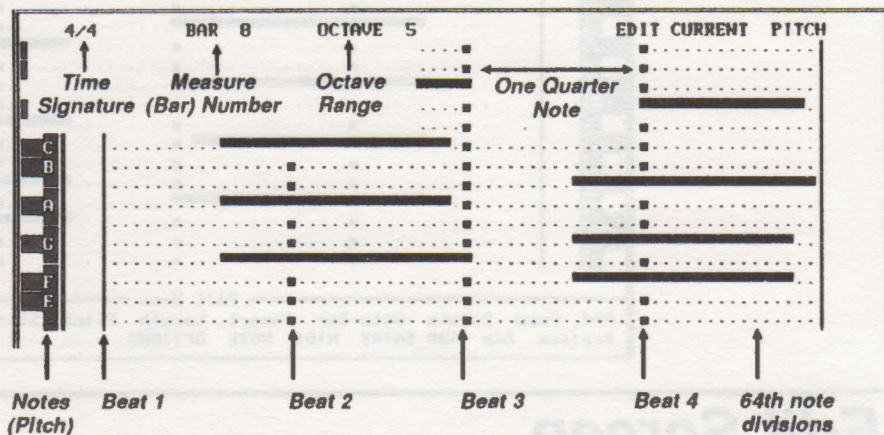 4/4 BAR 8 OCTAVE 5 EDIT CURRENT PITCH
Time Signature
Measure (Bar) Number
Octave Range
One Quarter Note
C
B
A
G
F
E
Notes (Pitch)
Beat 1
Beat 2
Beat 3
Beat 4
64th note divisions